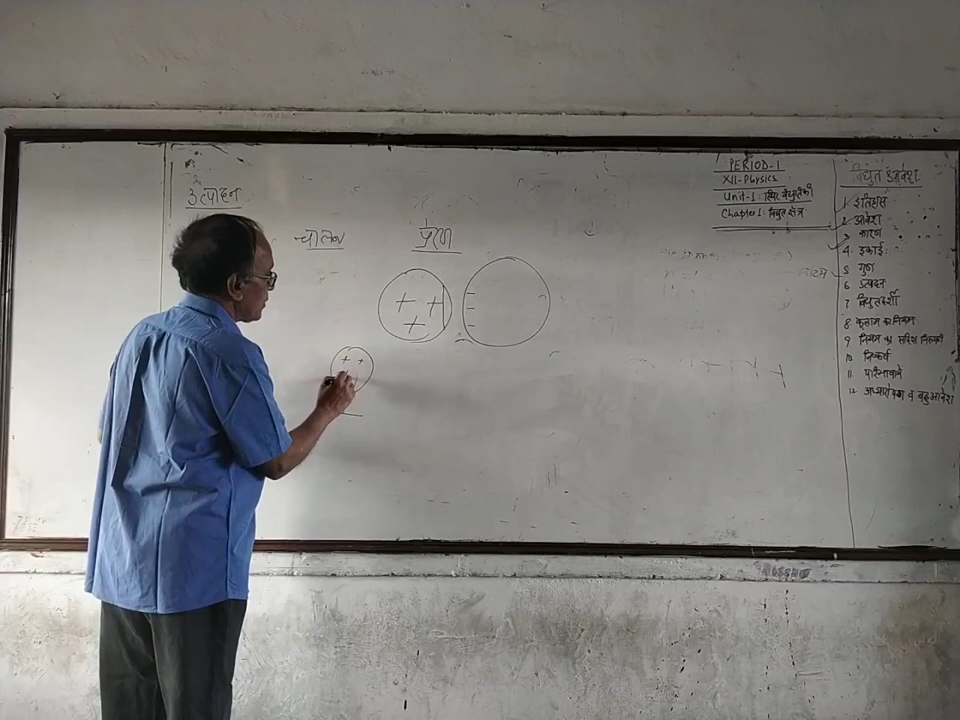 उत्पादन
चालन
प्रेरण
+ +
+
+ +
PERIOD-1
XII-Physics
Unit-1: स्थिर वैद्युतिकी
Chapter 1: विद्युत क्षेत्र
विद्युत आवेश
1 इतिहास
2 आवेश
3 कारण
4. इकाई:
5 गुण
6 उत्पादन
7 विद्युतदर्शी
8 कुलाम का नियम
9 नियम का सदिश निरूपण
10 निष्कर्ष
11 परिभाषायें
12 अध्यारोपण व बहुआवेश